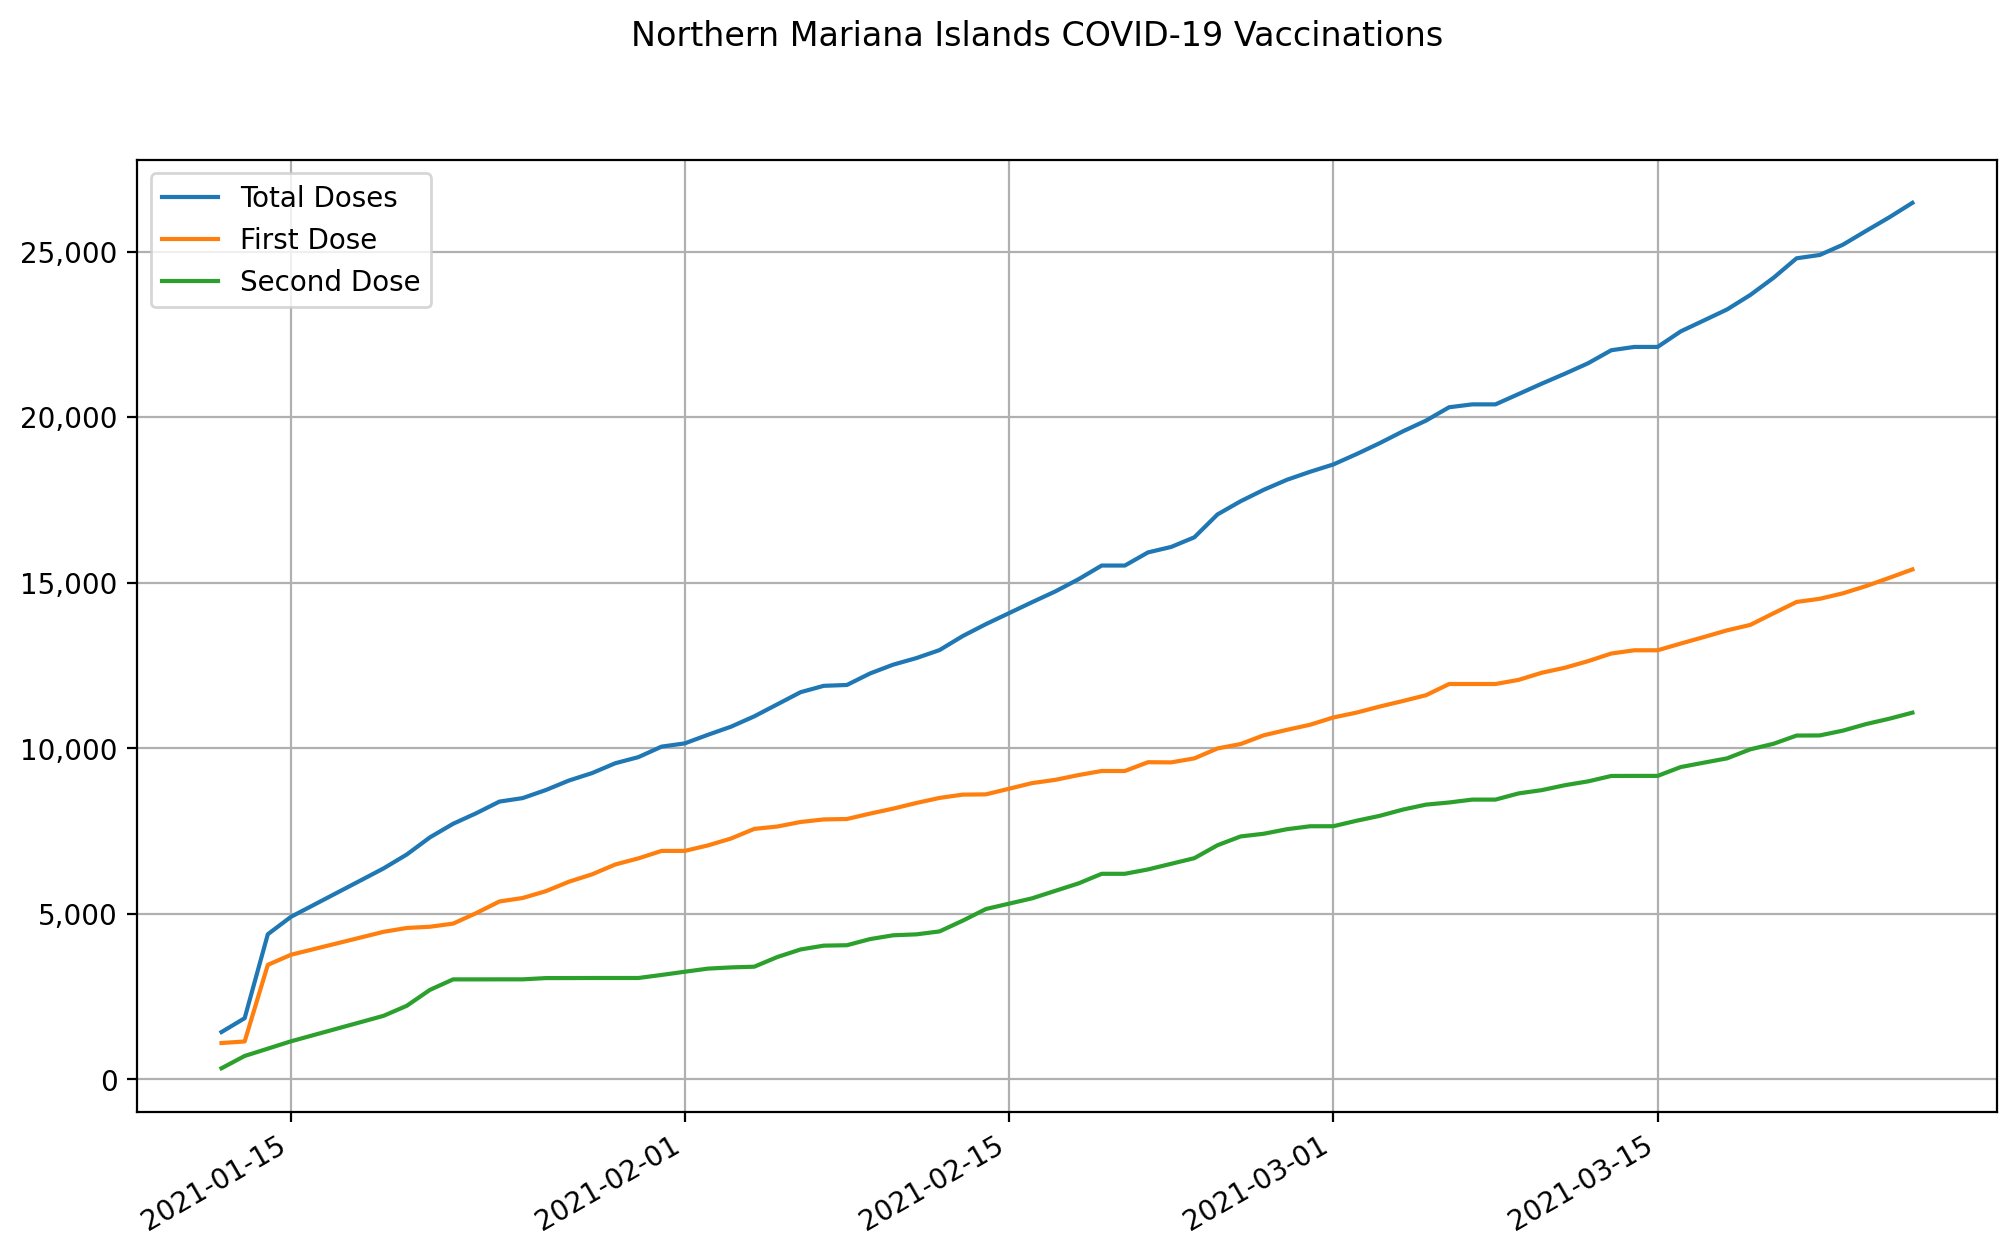 Northern Mariana Islands COVID-19 Vaccinations
Total Doses
First Dose
Second Dose
25,000
20,000
15,000
10,000
5,000
0
2021-01-15
2021-02-01
2021-02-15
2021-03-01
2021-03-15